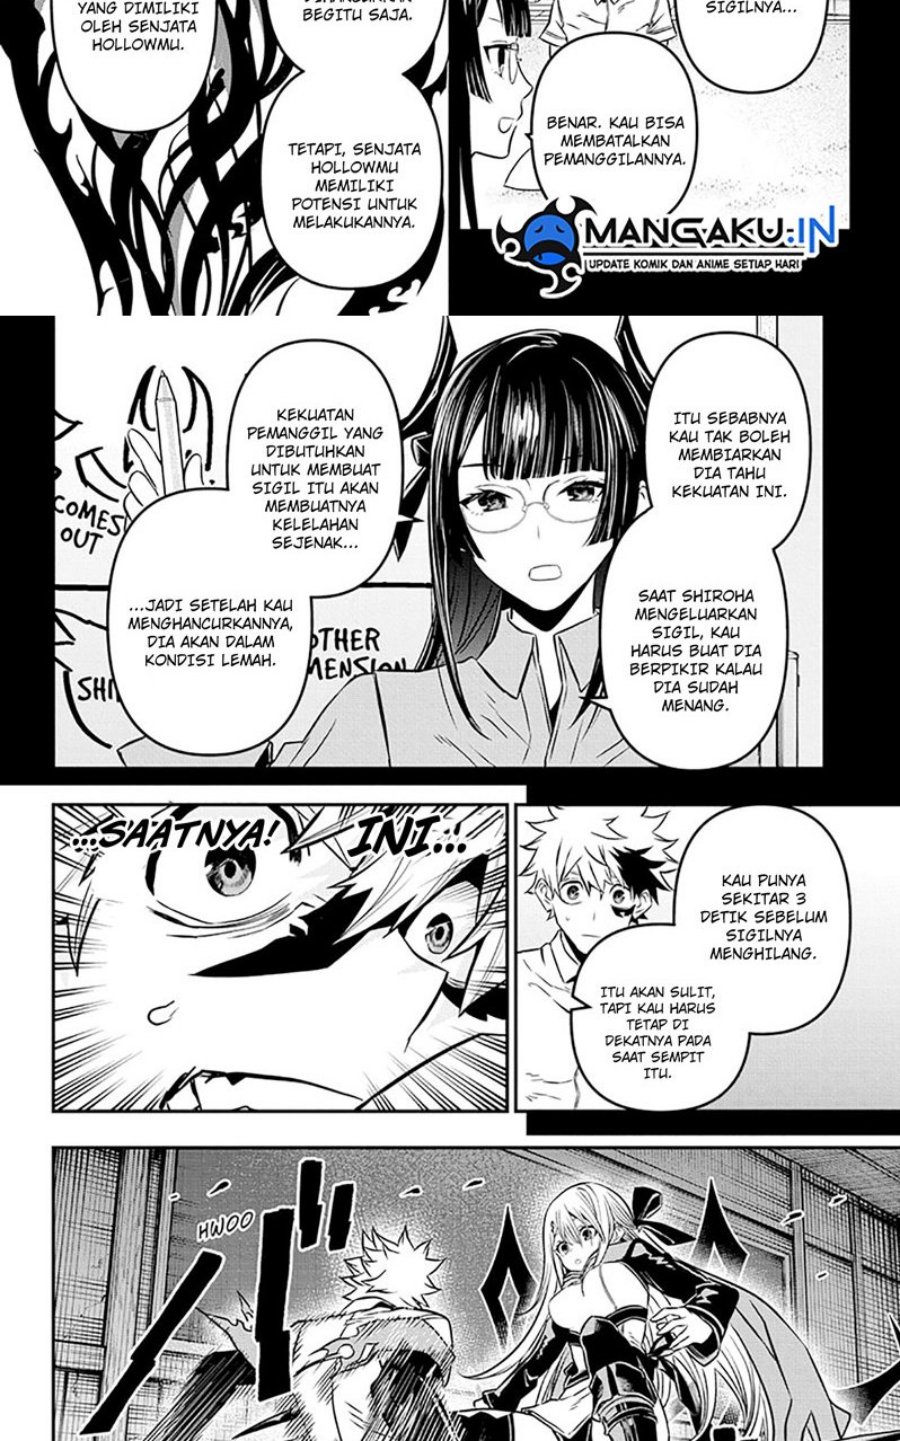 SIGILNYA...
BENAR. KAU BISA
MEMBATALKAN
PEMANGGILANNYA.
BEGITU SAJA.
TETAPI, SENJATA
HOLLOWMU
MEMILIKI
POTENSI UNTUK
MELAKUKANNYA.
YANG DIMILIKI
OLEH SENJATA
HOLLOWMU.
MANGAKU.IN
UPDATE KOMIK DAN ANIME SETIAP HARI
ITU SEBABNYA
KAU TAK BOLEH
MEMBIARKAN
DIA TAHU
KEKUATAN INI.
SAAT SHIROHA
MENGELUARKAN
SIGIL, KAU
HARUS BUAT DIA
BERPIKIR KALAU
DIA SUDAH
MENANG.
KEKUATAN
PEMANGGIL YANG
DIBUTUHKAN
UNTUK MEMBUAT
SIGIL ITU AKAN
MEMBUATNYA
KELELAHAN
SEJENAK...
...JADI SETELAH KAU
MENGHANCURKANNYA,
DIA AKAN DALAM
KONDISI LEMAH.
COMES
OUT
OTHER
MENSION
SHI
KAU PUNYA
SEKITAR 3
DETIK SEBELUM
SIGILNYA
MENGHILANG.
ITU AKAN SULIT,
TAPI KAU HARUS
TETAP DI
DEKATNYA PADA
SAAT SEMPIT
ITU.
INI...
...SAATNYA!
HWOO